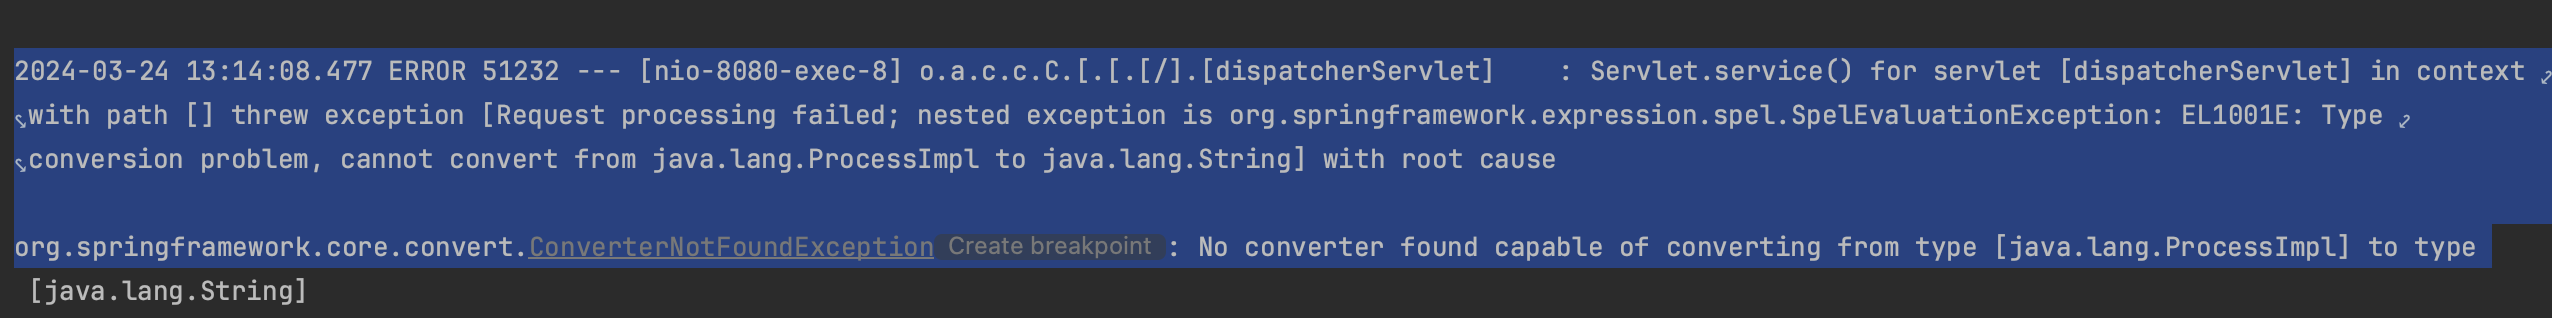 2024-03-24 13:14:08.477 ERROR 51232 --- [nio-8080-exec-8] o.a.c.c.C.[.[.[/].[dispatcherServlet]    : Servlet.service() for servlet [dispatcherServlet] in context
with path [] threw exception [Request processing failed; nested exception is org.springframework.expression.spel.SpelEvaluationException: EL1001E: Type
conversion problem, cannot convert from java.lang.ProcessImpl to java.lang.String] with root cause
org.springframework.core.convert.ConverterNotFoundException Create breakpoint : No converter found capable of converting from type [java.lang.ProcessImpl] to type
[java.lang.String]